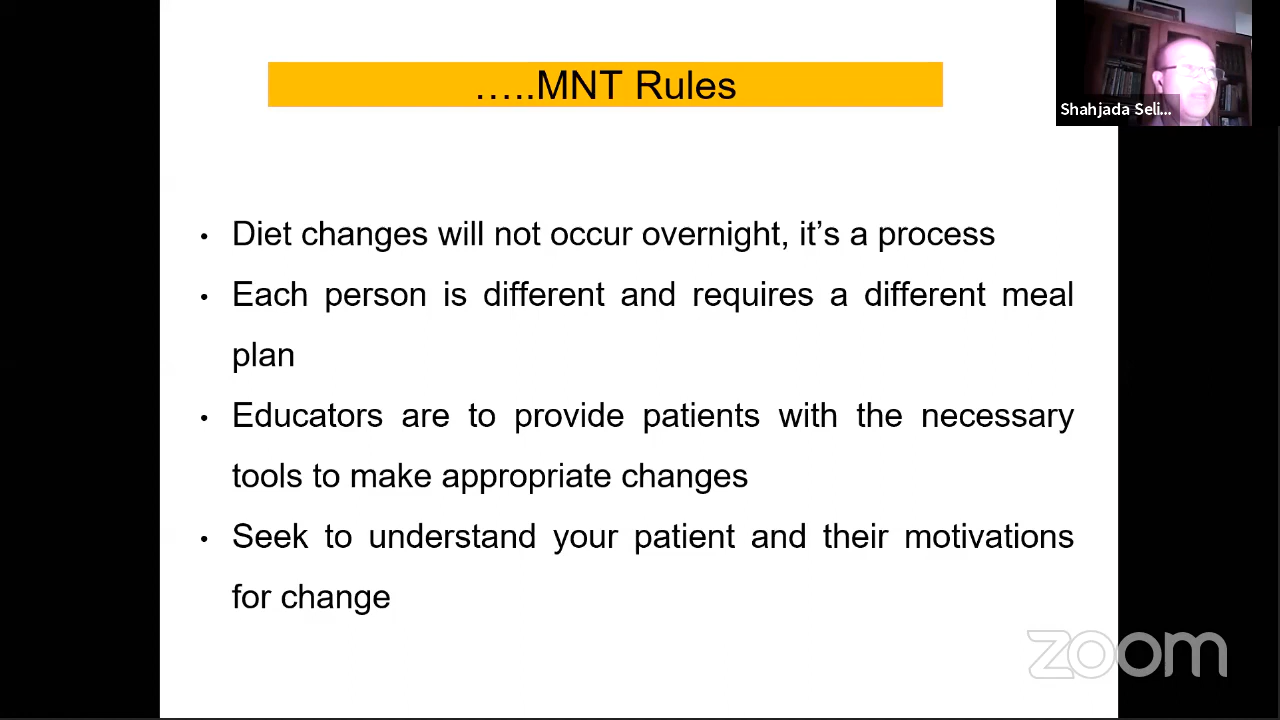 …..MNT Rules
Shahjada Seli...
• Diet changes will not occur overnight, it’s a process
• Each person is different and requires a different meal
plan
• Educators are to provide patients with the necessary
tools to make appropriate changes
• Seek to understand your patient and their motivations
for change
zoom